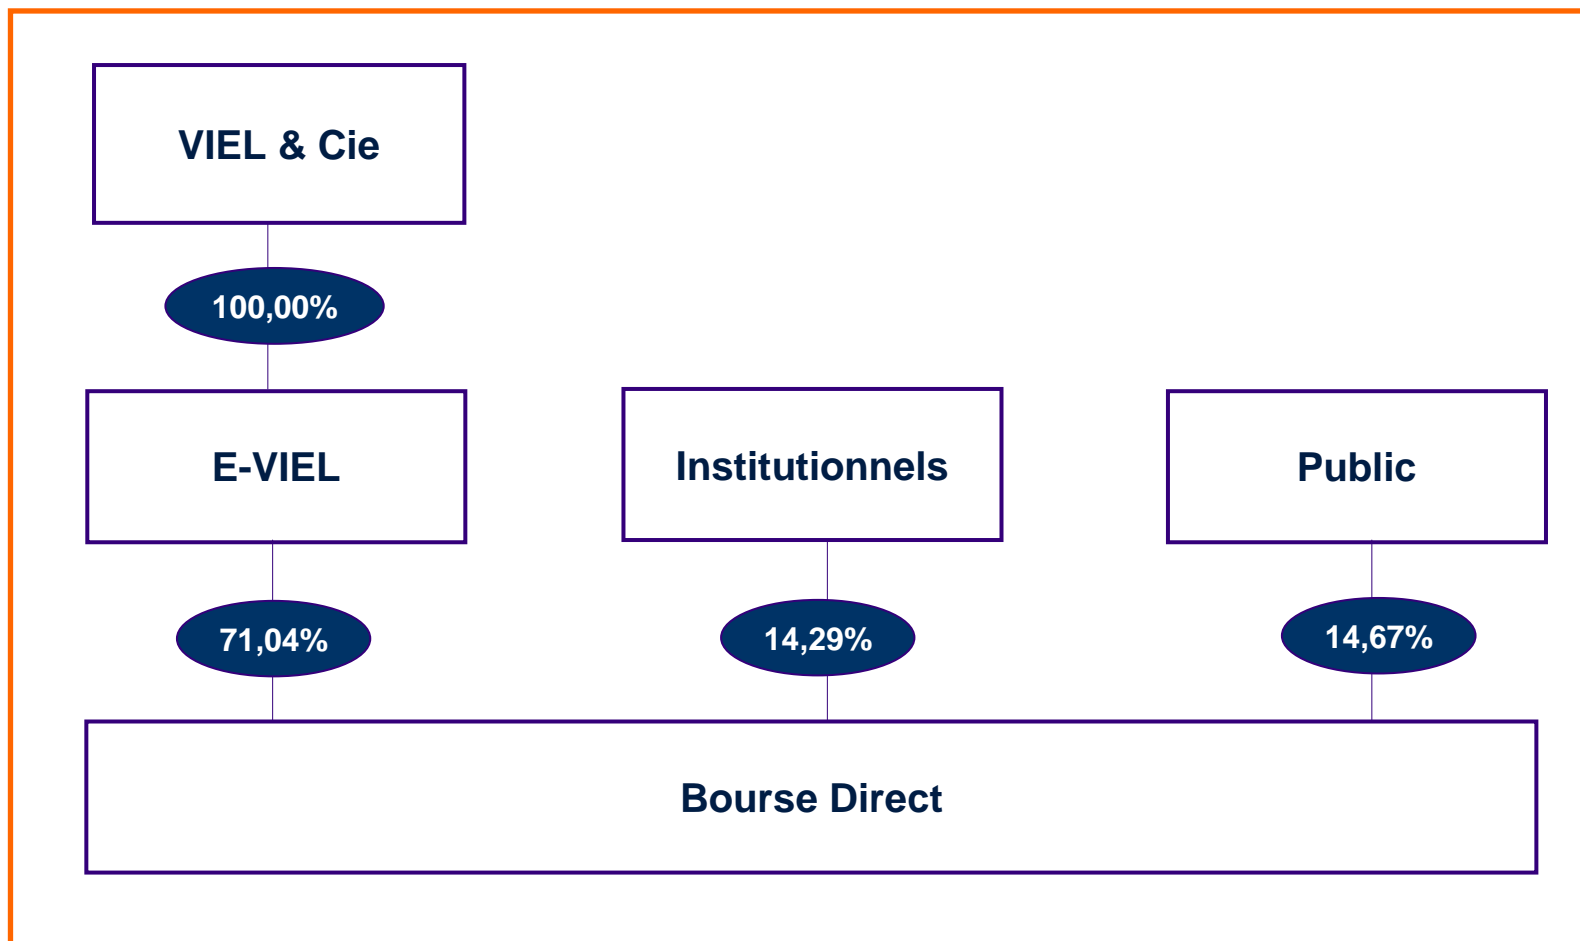 VIEL & Cie
100,00%
E-VIEL
Institutionnels
Public
71,04%
14,29%
14,67%
Bourse Direct